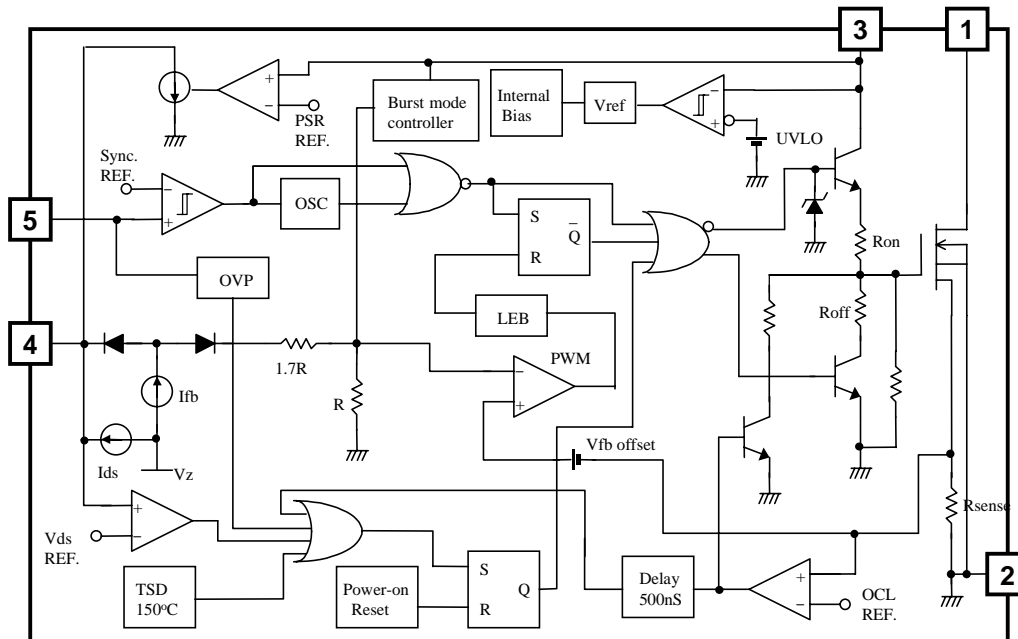 3
1
PSR
REF.
Burst mode
controller
Internal
Bias
Vref
UVLO
Sync.
REF.
5
OSC
S
R
Q
Ron
OVP
LEB
Roff
4
1.7R
PWM
Ifb
R
Ids
Vz
Vfb offset
Rsense
Vds
REF.
TSD
150°C
Power-on
Reset
S
R
Q
Delay
500nS
OCL
REF.
2